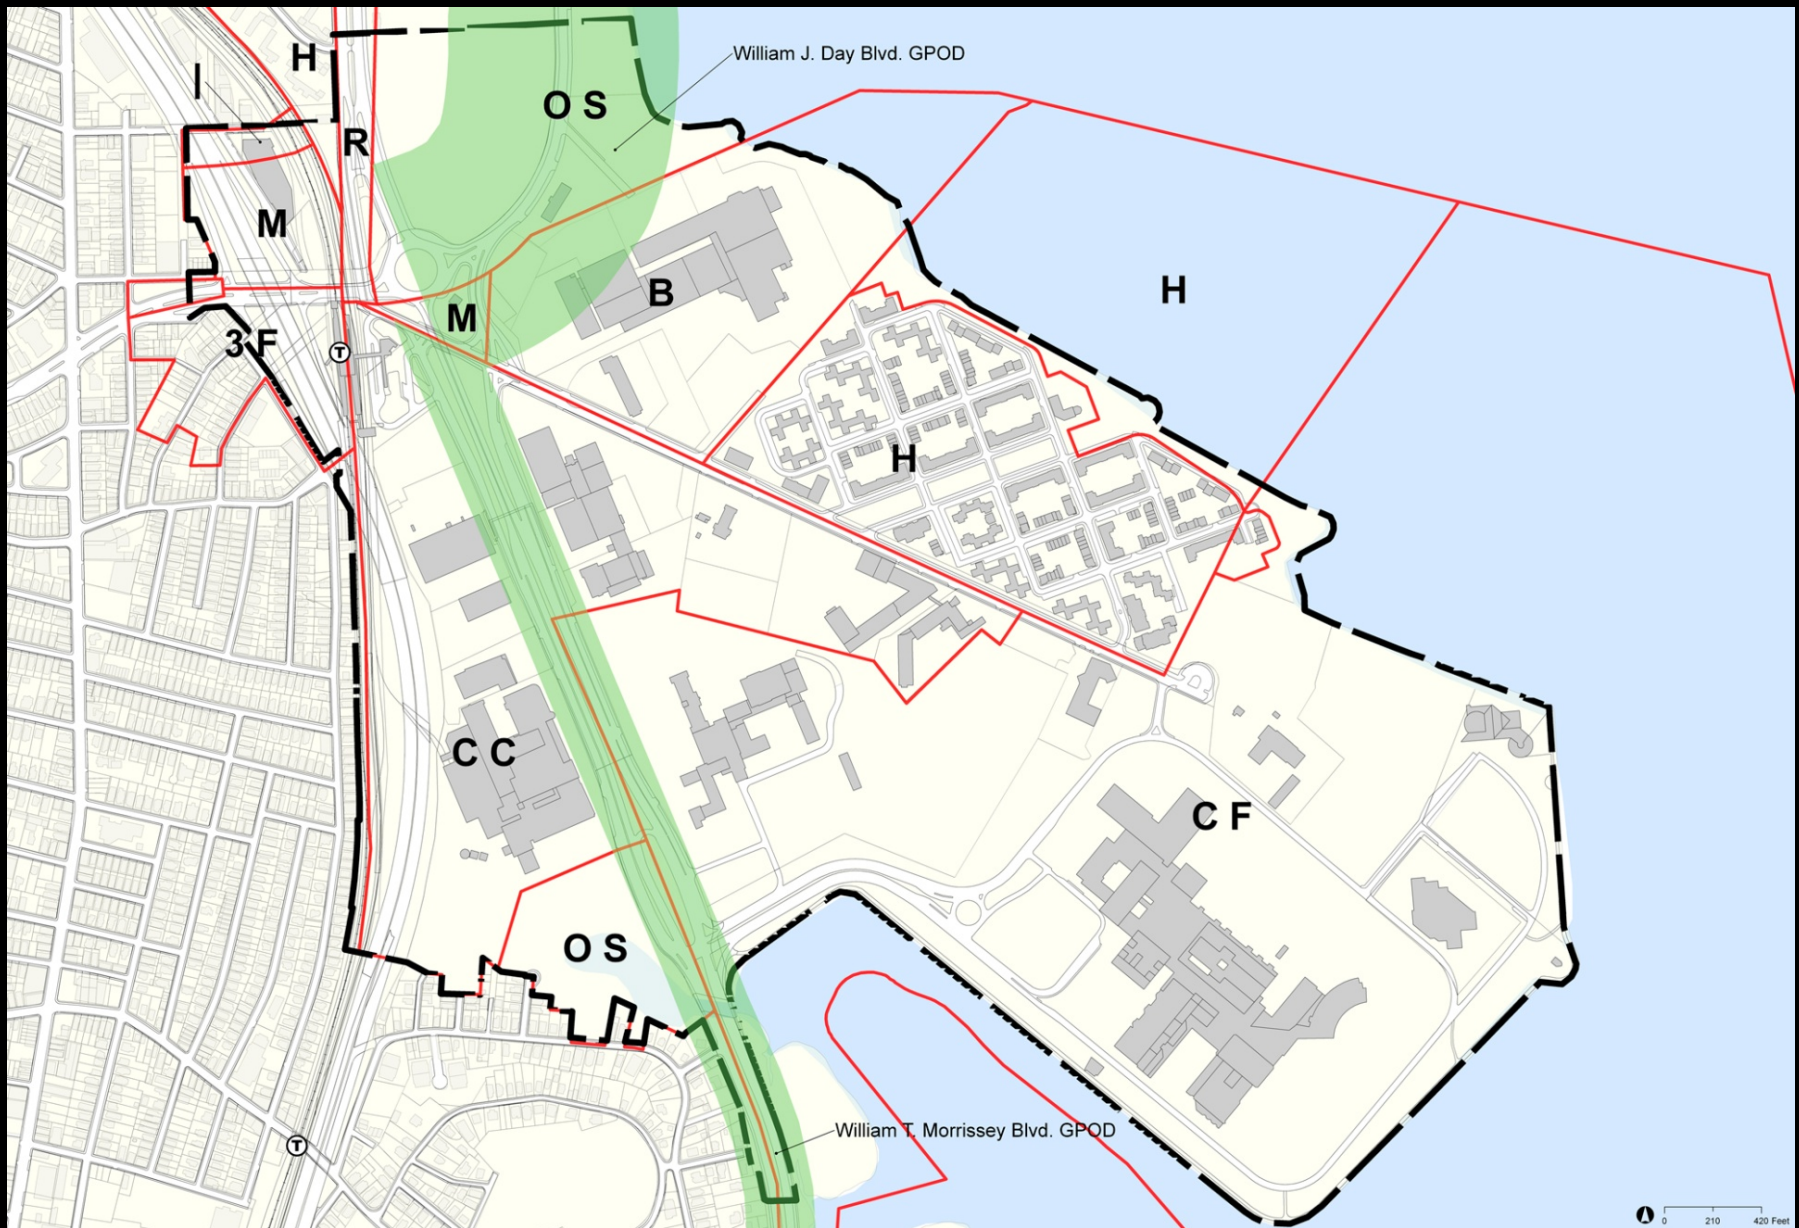 William J. Day Blvd. GPOD
H
I
O S
R
M
H
B
M
3 F
T
H
C C
C F
O S
William T. Morrissey Blvd. GPOD
T
0 210 420 Feet